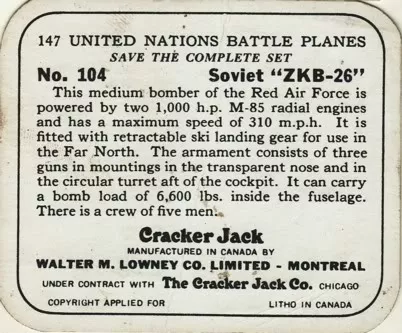 147 UNITED NATIONS BATTLE PLANES
SAVE THE COMPLETE SET
No. 104 Soviet "ZKB-26"
This medium bomber of the Red Air Force is
powered by two 1,000 h.p. M-85 radial engines
and has a maximum speed of 310 m.p.h. It is
fitted with retractable ski landing gear for use in
the Far North. The armament consists of three
guns in mountings in the transparent nose and in
the circular turret aft of the cockpit. It can carry
a bomb load of 6,600 lbs. inside the fuselage.
There is a crew of five men.
Cracker Jack
MANUFACTURED IN CANADA BY
WALTER M. LOWNEY CO. LIMITED - MONTREAL
UNDER CONTRACT WITH The Cracker Jack Co. CHICAGO
COPYRIGHT APPLIED FOR LITHO IN CANADA